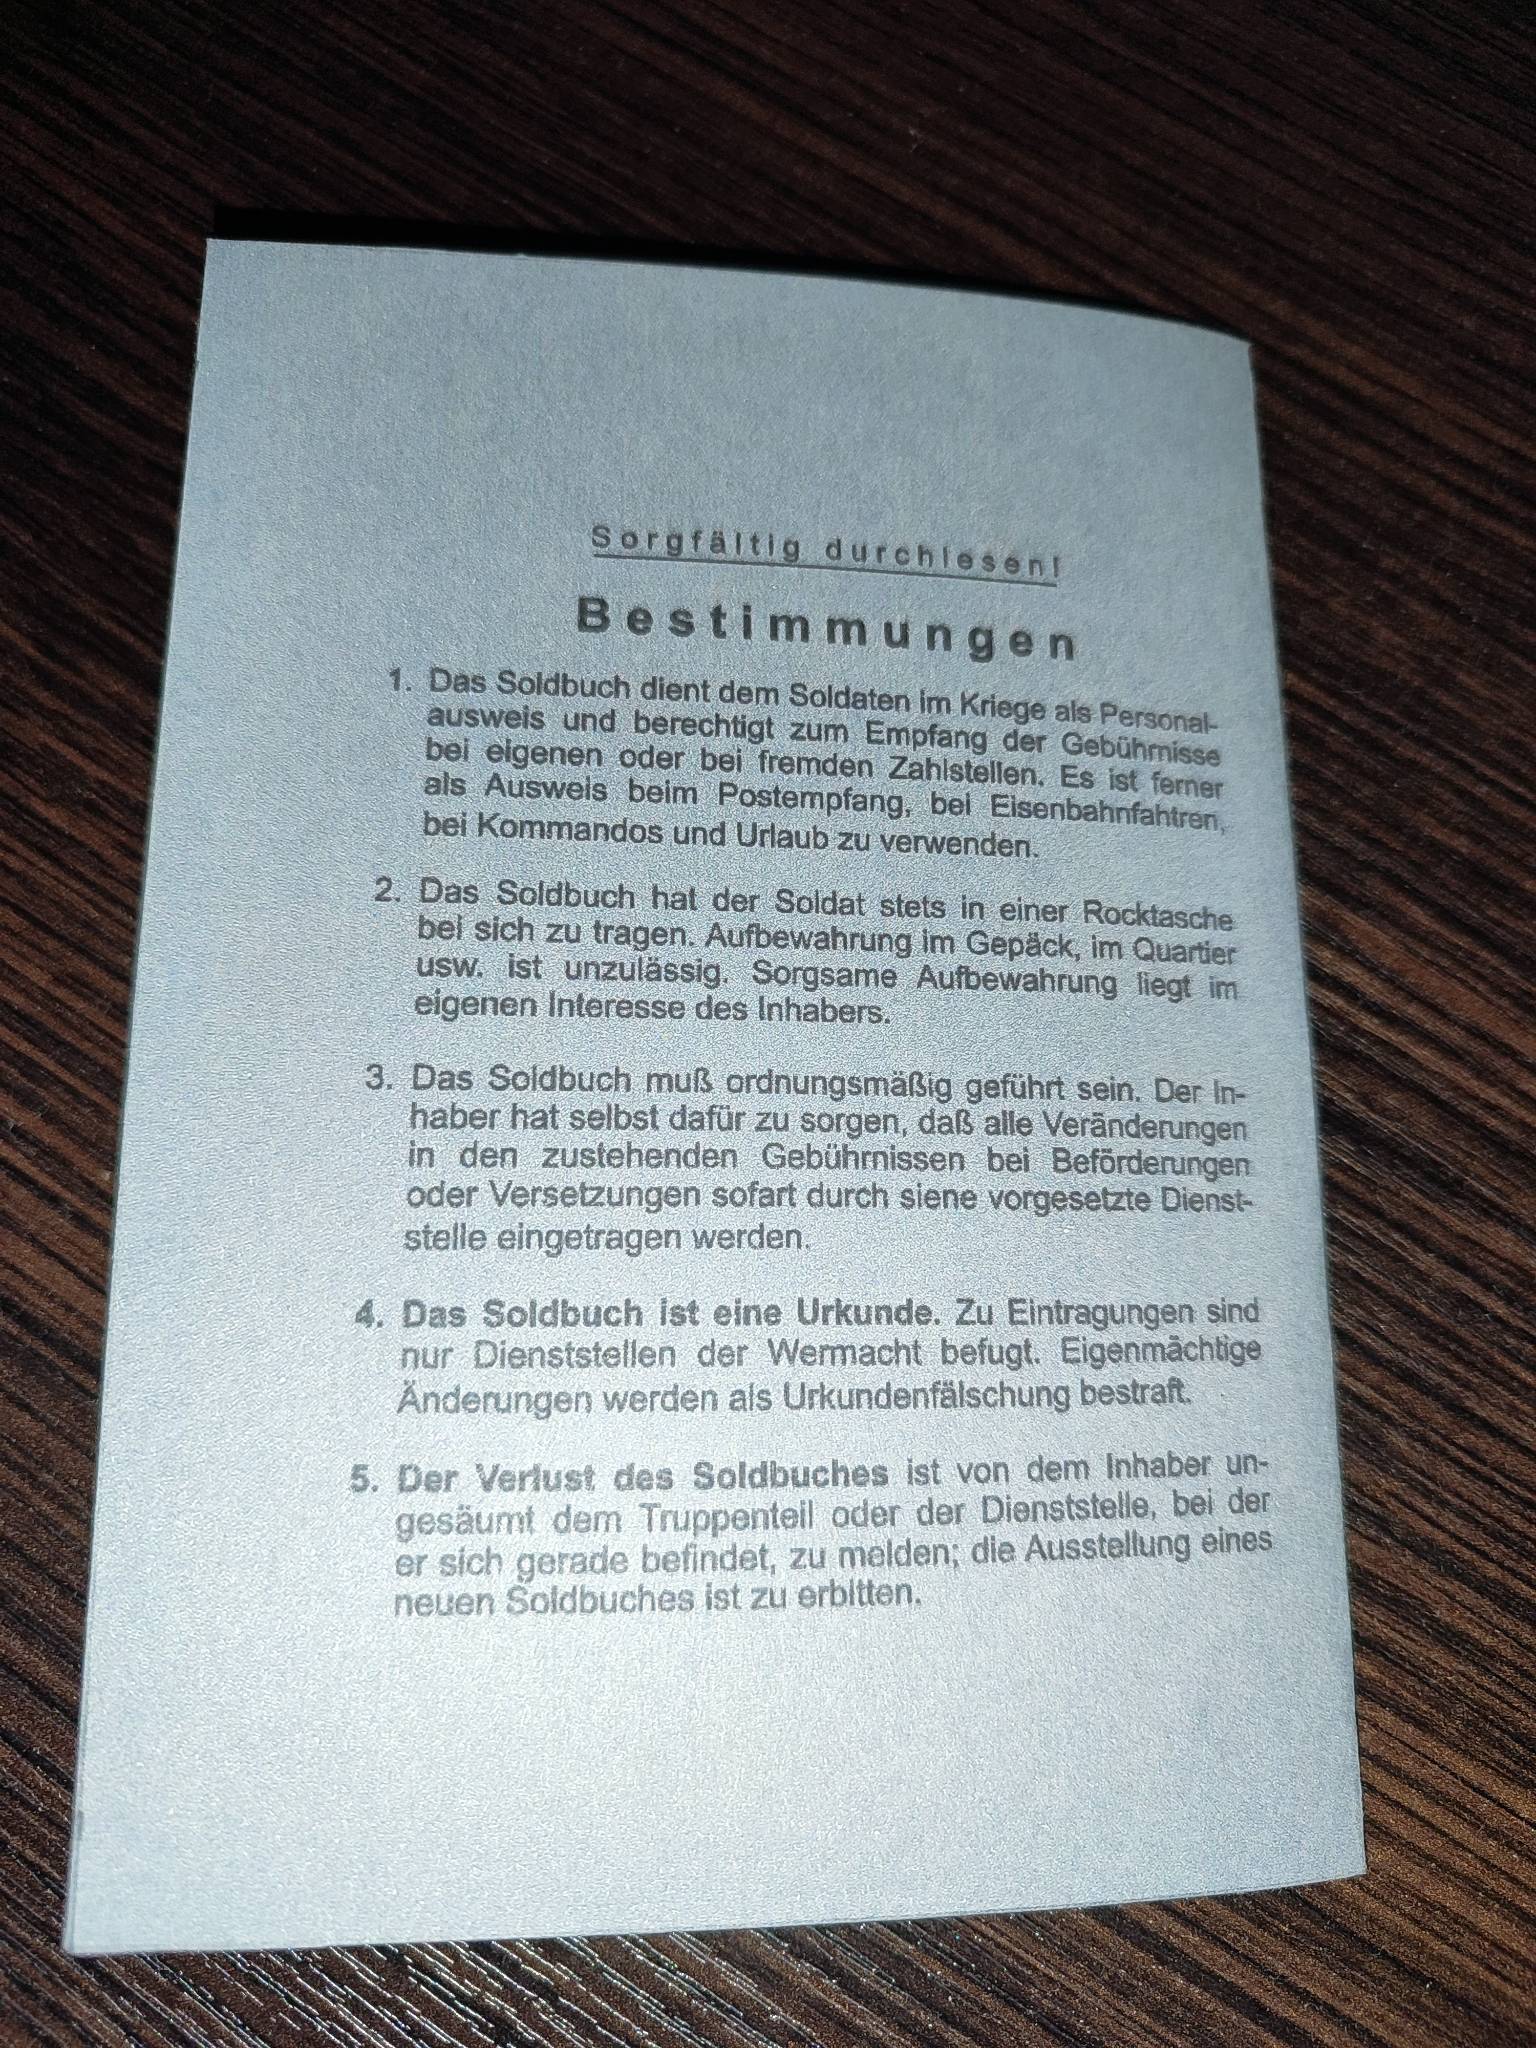 Sorgfältig durchlesen!
Bestimmungen
1. Das Soldbuch dient dem Soldaten im Kriege als Personal-
ausweis und berechtigt zum Empfang der Gebührnisse
bei eigenen oder bei fremden Zahlstellen. Es ist ferner
als Ausweis beim Postempfang, bei Eisenbahnfahtren,
bei Kommandos und Urlaub zu verwenden.
2. Das Soldbuch hat der Soldat stets in einer Rocktasche
bei sich zu tragen. Aufbewahrung im Gepäck, im Quartier
usw. ist unzulässig. Sorgsame Aufbewahrung liegt im
eigenen Interesse des Inhabers.
3. Das Soldbuch muß ordnungsmäßig geführt sein. Der In-
haber hat selbst dafür zu sorgen, daß alle Veränderungen
in den zustehenden Gebührnissen bei Beförderungen
oder Versetzungen sofart durch siene vorgesetzte Dienst-
stelle eingetragen werden.
4. Das Soldbuch ist eine Urkunde. Zu Eintragungen sind
nur Dienststellen der Wermacht befugt. Eigenmächtige
Änderungen werden als Urkundenfälschung bestraft.
5. Der Verlust des Soldbuches ist von dem Inhaber un-
gesäumt dem Truppenteil oder der Dienststelle, bei der
er sich gerade befindet, zu melden; die Ausstellung eines
neuen Soldbuches ist zu erbitten.